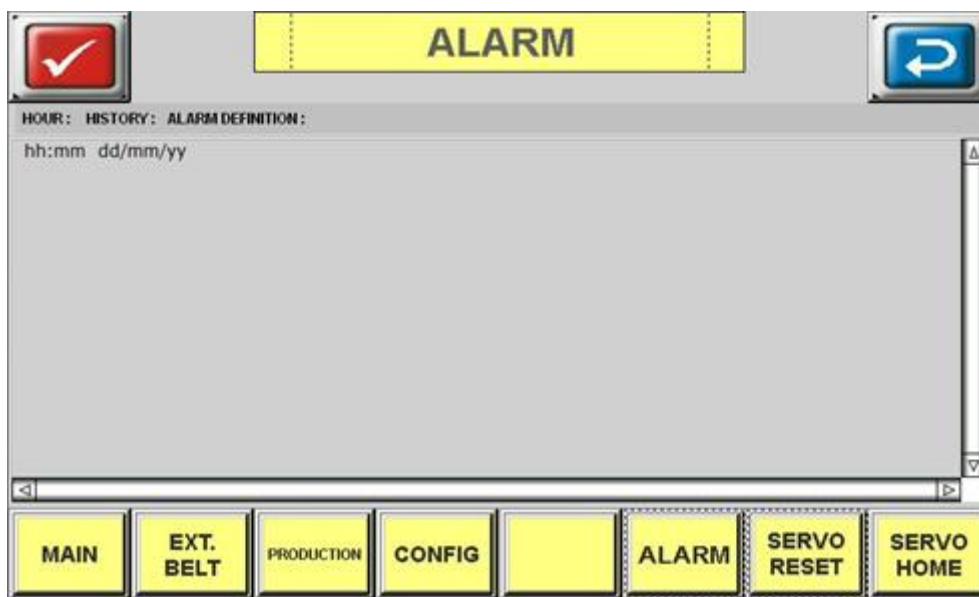 ALARM
HOUR: HISTORY: ALARM DEFINITION:
hh:mm dd/mm/yy
MAIN
EXT.
BELT
PRODUCTION
CONFIG
ALARM
SERVO
RESET
SERVO
HOME